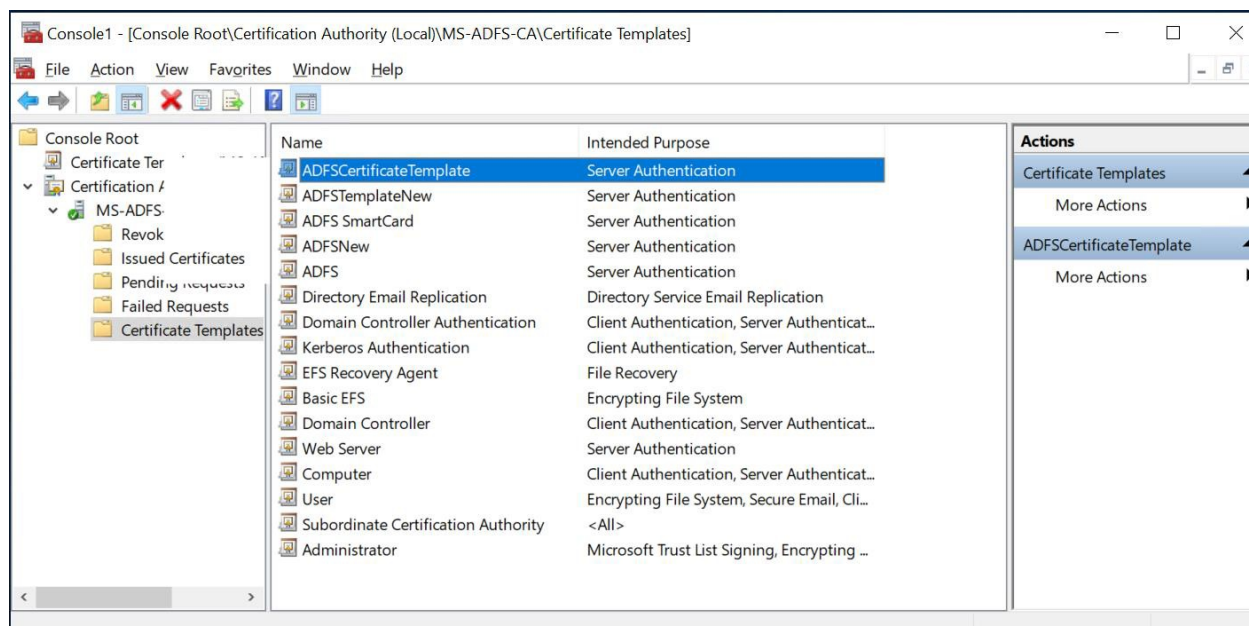 Console1 - [Console Root\Certification Authority (Local)\MS-ADFS-CA\Certificate Templates]
File Action View Favorites Window Help
Console Root
Certificate
Certification
MS-ADFS-
Issued Certificates
Pending
Failed Requests
Certificate Templates
Name Intended Purpose
ADFSCertificateTemplate Server Authentication
ADFSTemplateNew Server Authentication
ADFS SmartCard Server Authentication
ADFSNew Server Authentication
ADFS Server Authentication
Directory Email Replication Directory Service Email Replication
Domain Controller Authentication Client Authentication, Server Authenticat...
Kerberos Authentication Client Authentication, Server Authenticat...
EFS Recovery Agent File Recovery
Basic EFS Encrypting File System
Domain Controller Client Authentication, Server Authenticat...
Web Server Server Authentication
Computer Client Authentication, Server Authenticat...
User Encrypting File System, Secure Email, Cli...
Subordinate Certification Authority <All>
Administrator Microsoft Trust List Signing, Encrypting ...
Actions
Certificate Templates
More Actions
ADFSCertificateTemplate
More Actions